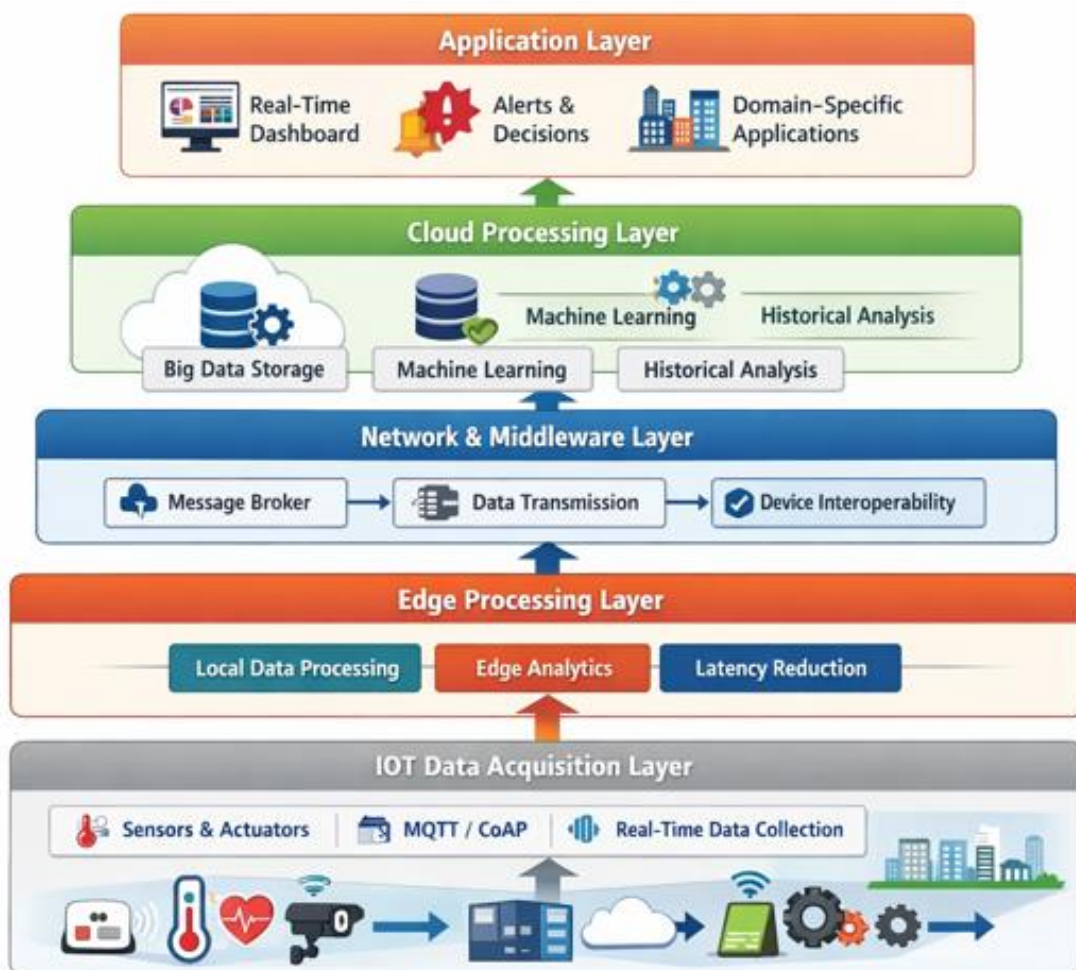 Application Layer
Real-Time
Dashboard
Alerts &
Decisions
Domain-Specific
Applications
Cloud Processing Layer
Machine Learning
Historical Analysis
Big Data Storage
Machine Learning
Historical Analysis
Network & Middleware Layer
Message Broker
Data Transmission
Device Interoperability
Edge Processing Layer
Local Data Processing
Edge Analytics
Latency Reduction
IOT Data Acquisition Layer
Sensors & Actuators
MQTT / CoAP
Real-Time Data Collection